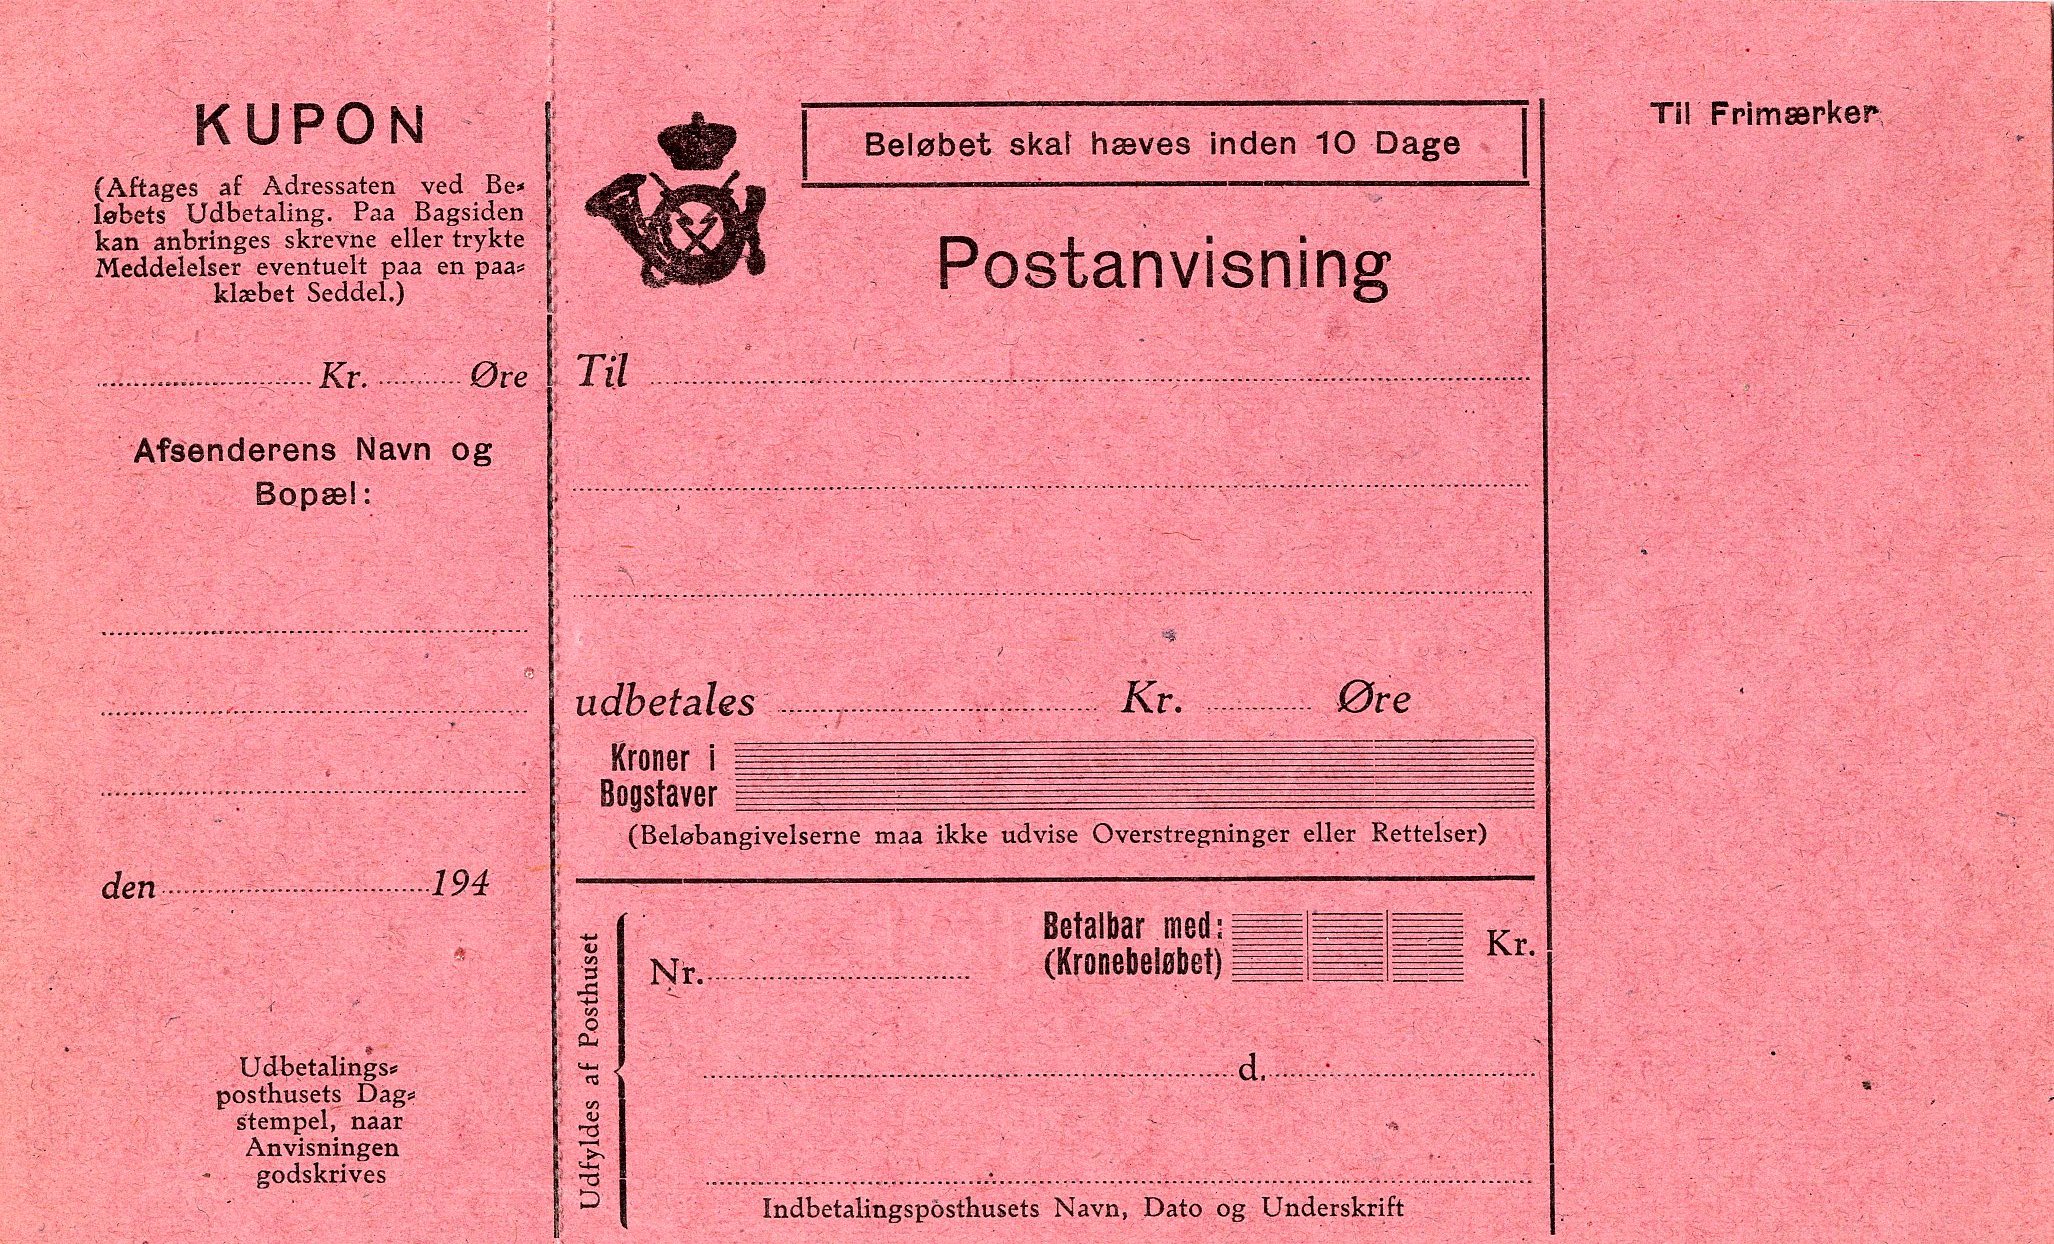 KUPON
(Aftages af Adressaten ved Be-
løbets Udbetaling. Paa Bagsiden
kan anbringes skrevne eller trykte
Meddelelser eventuelt paa en paa-
klæbet Seddel.)
Kr. Øre
Afsenderens Navn og
Bopæl:
den 194
Udbetalings-
posthusets Dag-
stempel, naar
Anvisningen
godskrives
Beløbet skal hæves inden 10 Dage
Postanvisning
Til
udbetales Kr. Øre
Kroner i
Bogstaver
(Beløbangivelserne maa ikke udvise Overstregninger eller Rettelser)
Udfyldes af Posthuset
Nr.
Betalbar med:
(Kronebeløbet)
Kr.
d.
Indbetalingsposthusets Navn, Dato og Underskrift
Til Frimærker